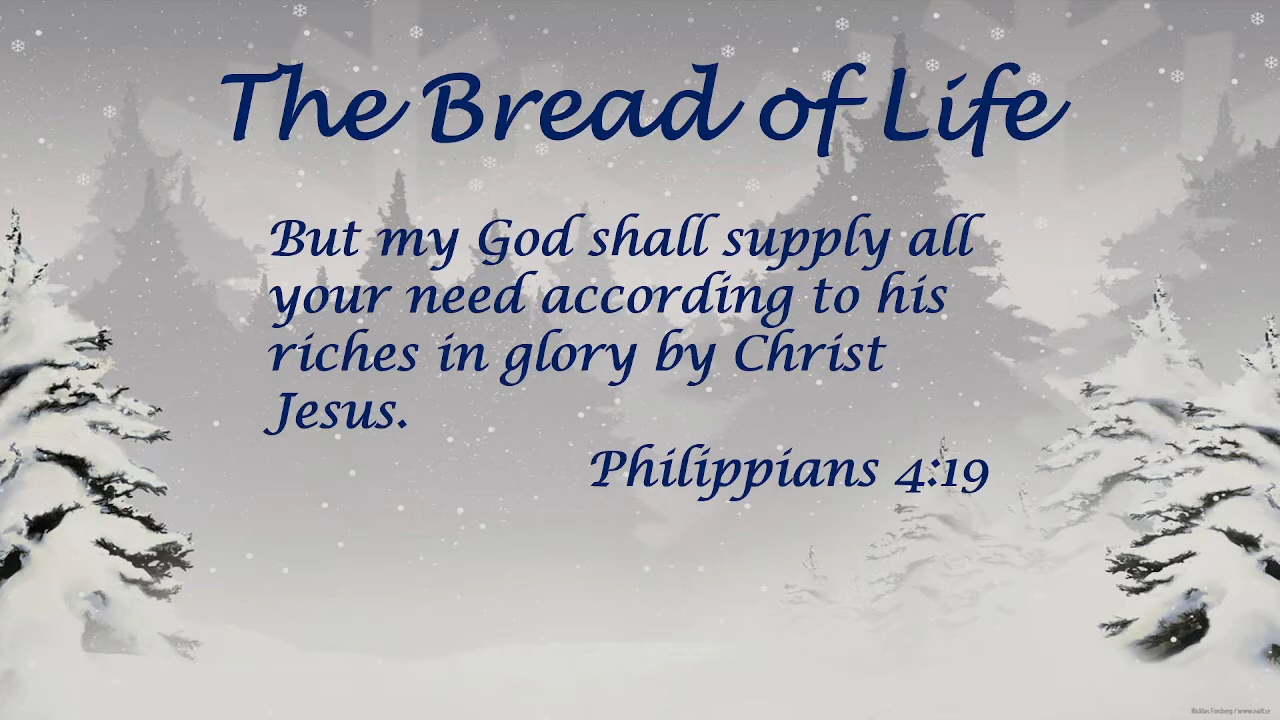 The Bread of Life
But my God shall supply all
your need according to his
riches in glory by Christ
Jesus.
Philippians 4:19